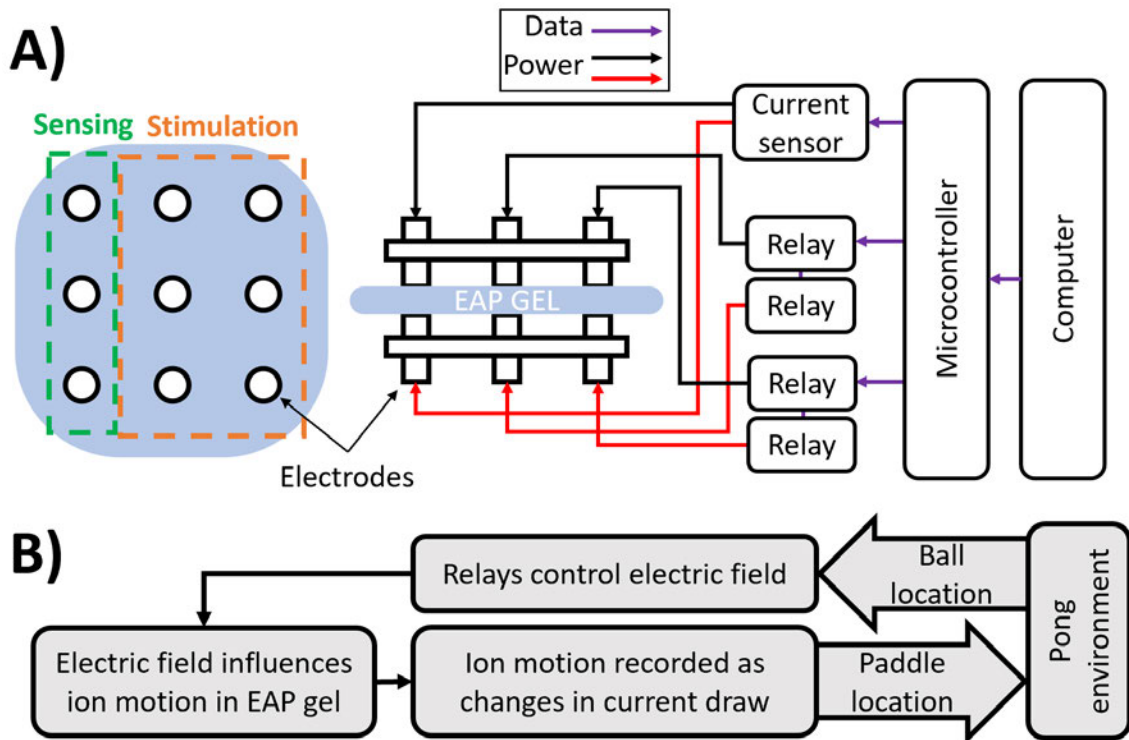 A)
Data
Power
Sensing
Stimulation
Electrodes
EAP GEL
Current
sensor
Relay
Relay
Relay
Relay
Microcontroller
Computer
B)
Relays control electric field
Ball
location
Electric field influences
ion motion in EAP gel
Ion motion recorded as
changes in current draw
Paddle
location
Pong
environment